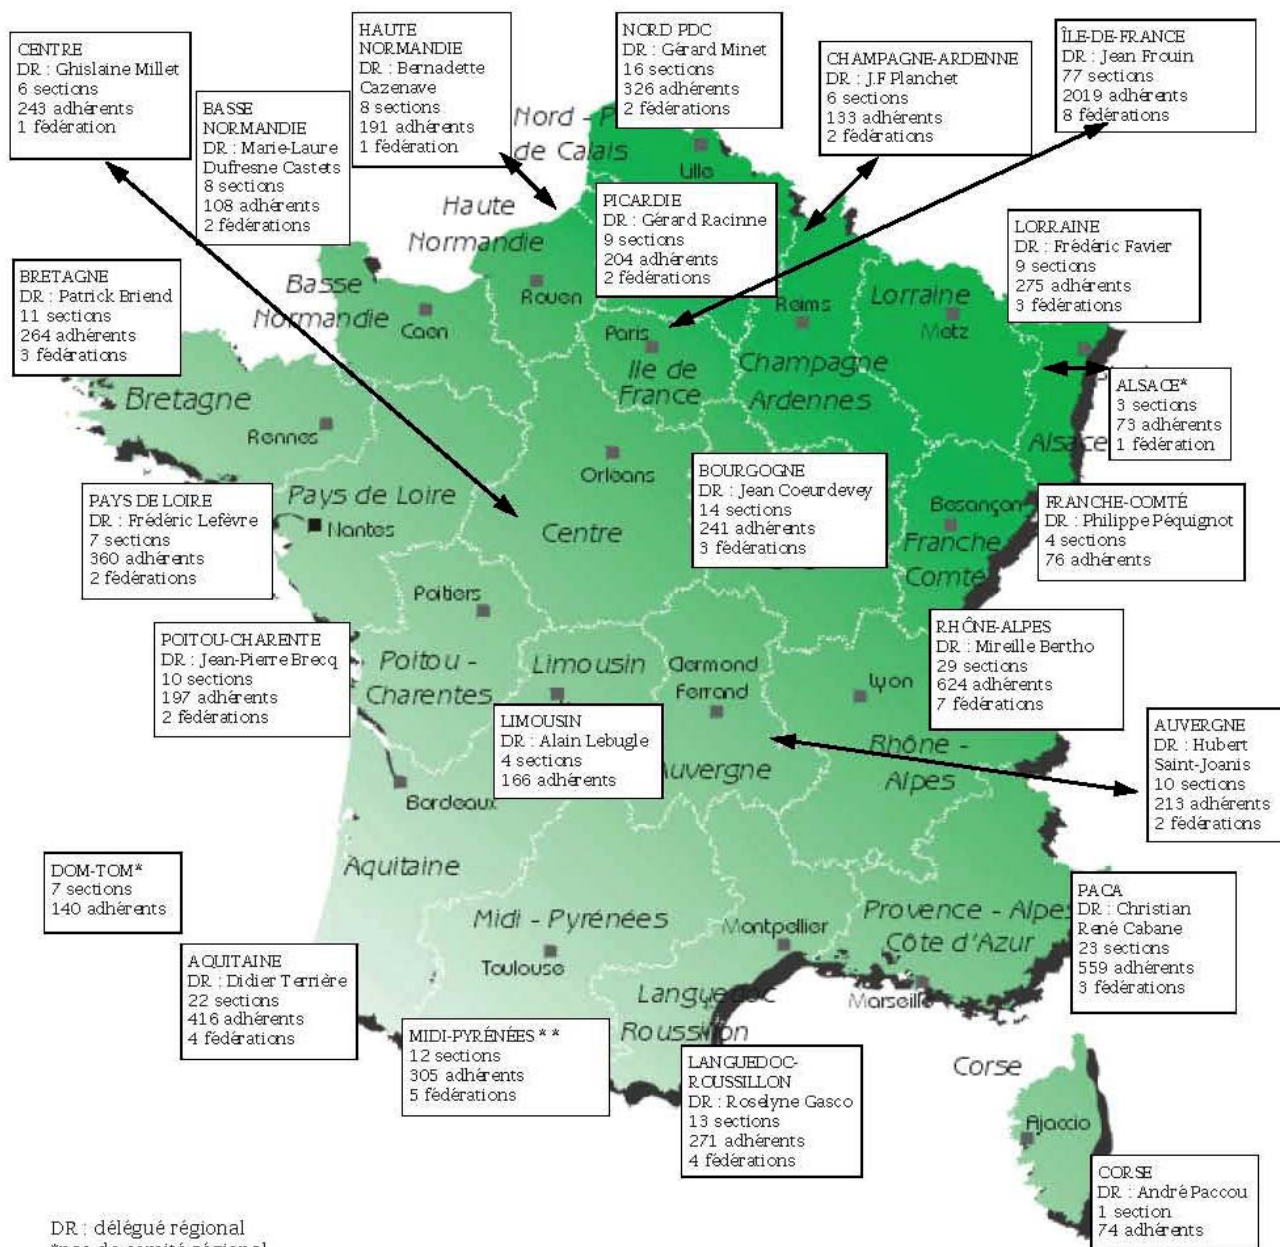 CENTRE
DR : Ghislaine Millet
6 sections
243 adhérents
1 fédération
BASSE
NORMANDIE
DR : Marie-Laure
Dufresne Castets
8 sections
108 adhérents
2 fédérations
HAUTE
NORMANDIE
DR : Bernadette
Cazenave
8 sections
191 adhérents
1 fédération
NORD PDC
DR : Gérard Minet
16 sections
326 adhérents
2 fédérations
CHAMPAGNE-ARDENNE
DR : J.F Planchet
6 sections
133 adhérents
2 fédérations
ÎLE-DE-FRANCE
DR : Jean Frouin
77 sections
2019 adhérents
8 fédérations
PICARDIE
DR : Gérard Racinne
9 sections
204 adhérents
2 fédérations
LORRAINE
DR : Frédéric Favier
9 sections
275 adhérents
3 fédérations
BRETAGNE
DR : Patrick Briend
11 sections
264 adhérents
3 fédérations
ALSACE*
3 sections
73 adhérents
1 fédération
PAYS DE LOIRE
DR : Frédéric Lefèvre
7 sections
360 adhérents
2 fédérations
BOURGOGNE
DR : Jean Coeurdevey
14 sections
241 adhérents
3 fédérations
FRANCHE-COMTÉ
DR : Philippe Péquignot
4 sections
76 adhérents
POITOU-CHARENTE
DR : Jean-Pierre Brecq
10 sections
197 adhérents
2 fédérations
RHÔNE-ALPES
DR : Mireille Bertho
29 sections
624 adhérents
7 fédérations
LIMOUSIN
DR : Alain Lebugle
4 sections
166 adhérents
AUVERGNE
DR : Hubert
Saint-Joanis
10 sections
213 adhérents
2 fédérations
DOM-TOM*
7 sections
140 adhérents
PACA
DR : Christian
René Cabane
23 sections
559 adhérents
3 fédérations
AQUITAINE
DR : Didier Terrière
22 sections
416 adhérents
4 fédérations
MIDI-PYRÉNÉES **
12 sections
305 adhérents
5 fédérations
LANGUEDOC-
ROUSSILLON
DR : Roselyne Gasco
13 sections
271 adhérents
4 fédérations
CORSE
DR : André Paccou
1 section
74 adhérents
Nord - P
de Calais
Lille
Haute
Normandie
Rouen
Basse
Normandie
Caen
Paris
Ile de
France
Reims
Champagne
Ardennes
Lorraine
Metz
Alsace
Bretagne
Rennes
Pays de Loire
Nantes
Orleans
Centre
Besançon
Franche
Comté
Poitiers
Poitou -
Charentes
Limousin
Clermond
Ferrand
Auvergne
Lyon
Rhône -
Alpes
Bordeaux
Aquitaine
Midi - Pyrénées
Toulouse
Montpellier
Languedoc
Roussillon
Provence - Alpes
Côte d'Azur
Marseille
Corse
Ajaccio
DR : délégué régional